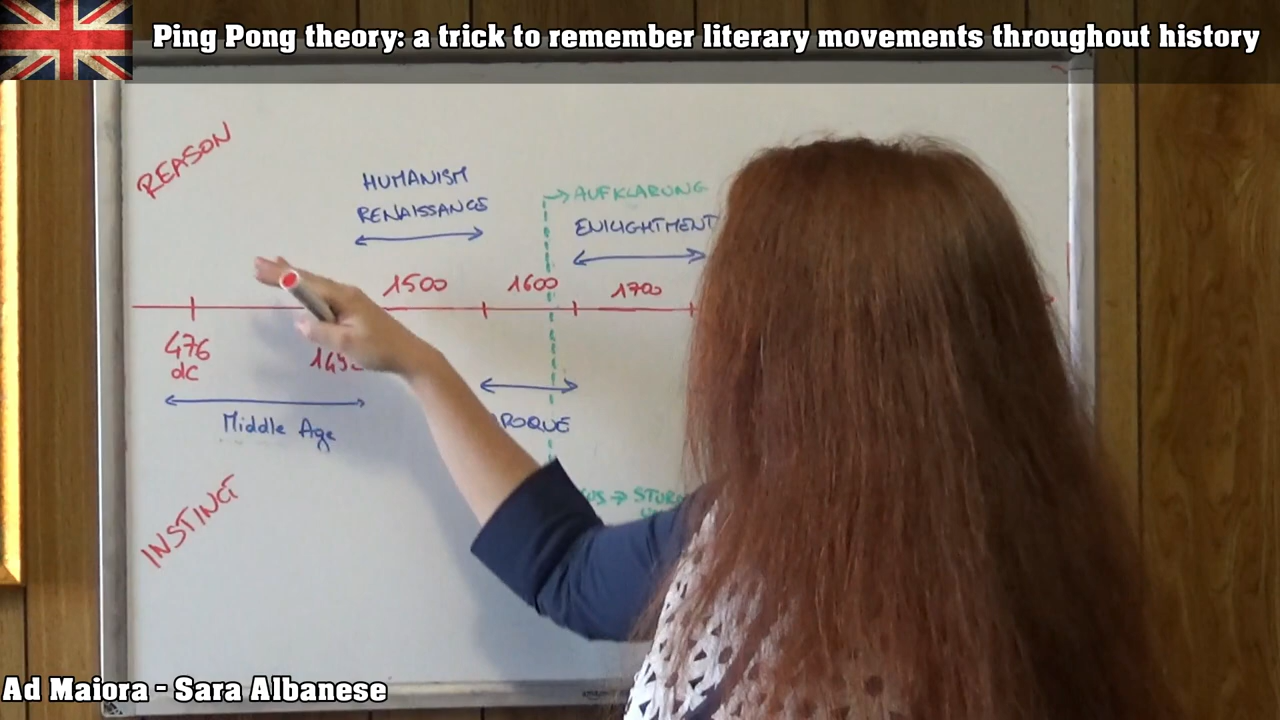 Ping Pong theory: a trick to remember literary movements throughout history
REASON
HUMANISM
RENAISSANCE
AUFKLARUNG
ENILIGHTMENT
1500
1600
1700
476
dC
Middle Age
INSTINCT
Ad Maiora - Sara Albanese